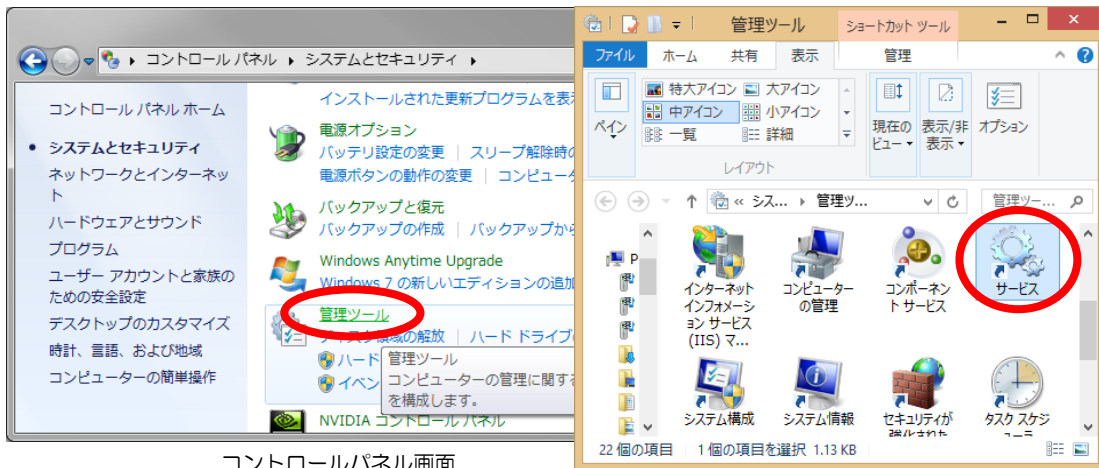 コントロール パネル ▸ システムとセキュリティ ▸
コントロール パネル ホーム
• システムとセキュリティ
ネットワークとインターネッ
ト
ハードウェアとサウンド
プログラム
ユーザー アカウントと家族の
ための安全設定
デスクトップのカスタマイズ
時計、言語、および地域
コンピューターの簡単操作
インストールされた更新プログラムを表
電源オプション
バッテリ設定の変更 | スリープ解除時の
電源ボタンの動作の変更 | コンピュータ
バックアップと復元
バックアップの作成 | バックアップから
Windows Anytime Upgrade
Windows 7 の新しいエディションの追加
管理ツール
ディスク領域の解放 | ハード ドライブ
ハード
イベン
管理ツール
コンピューターの管理に関する
を構成します。
NVIDIA コントロール パネル
コントロールパネル画面
管理ツール
ショートカット ツール
ファイル ホーム 共有 表示 管理
ペイン
特大アイコン 大アイコン
中アイコン 小アイコン
一覧 詳細
レイアウト
現在の
ビュー
表示/非
表示
オプション
« シス... ▸ 管理ツ...
管理ツー...
P
インターネット
インフォメーシ
ョン サービス
(IIS) マ...
コンピューター
の管理
コンポーネン
ト サービス
サービス
システム構成
システム情報
セキュリティが
強化された
タスク スケジ
ューラ
22 個の項目 1 個の項目を選択 1.13 KB